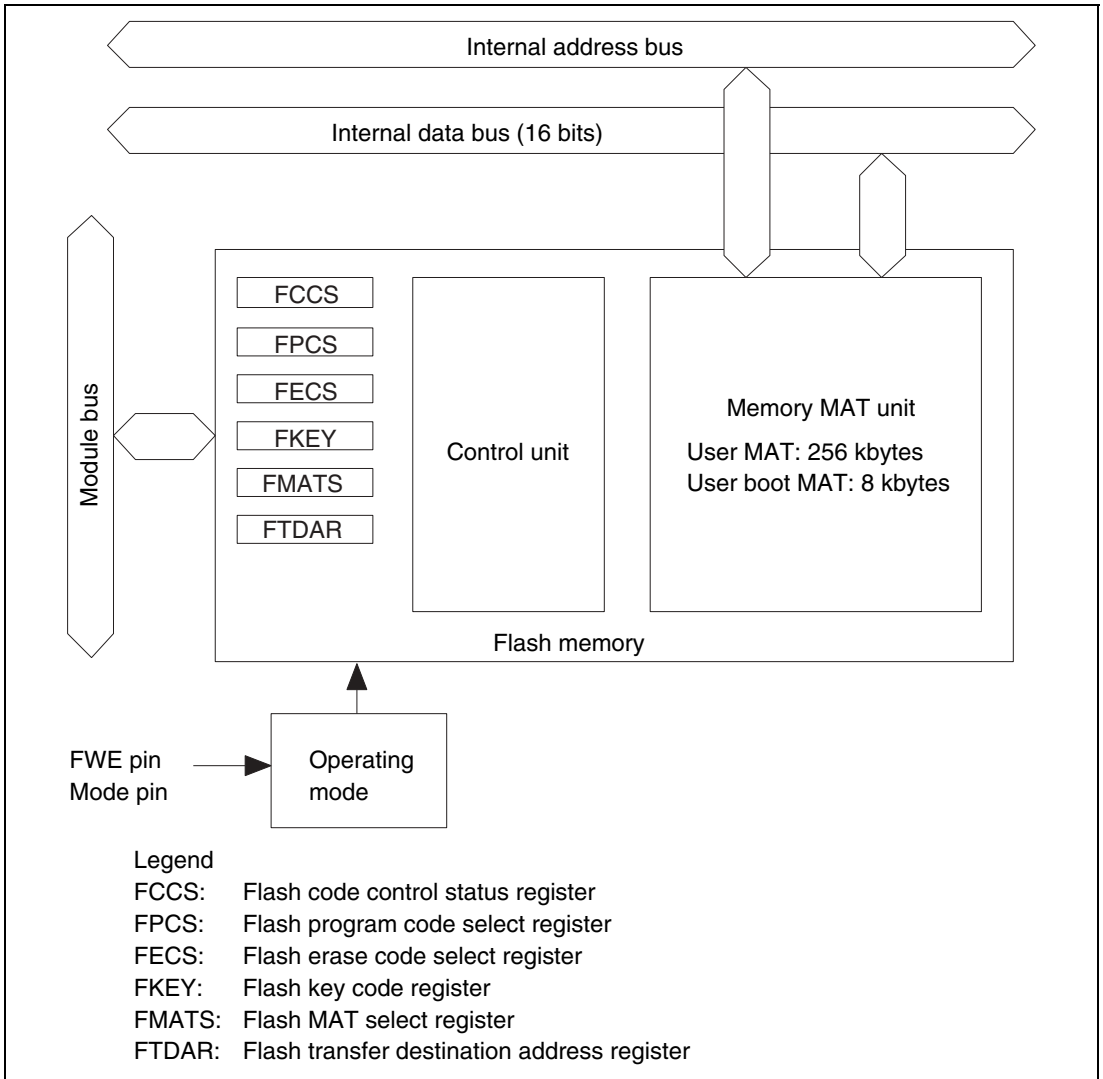 Internal address bus
Internal data bus (16 bits)
Module bus
FCCS
FPCS
FECS
FKEY
FMATS
FTDAR
Control unit
Memory MAT unit
User MAT: 256 kbytes
User boot MAT: 8 kbytes
Flash memory
FWE pin
Mode pin
Operating
mode
Legend
FCCS: Flash code control status register
FPCS: Flash program code select register
FECS: Flash erase code select register
FKEY: Flash key code register
FMATS: Flash MAT select register
FTDAR: Flash transfer destination address register